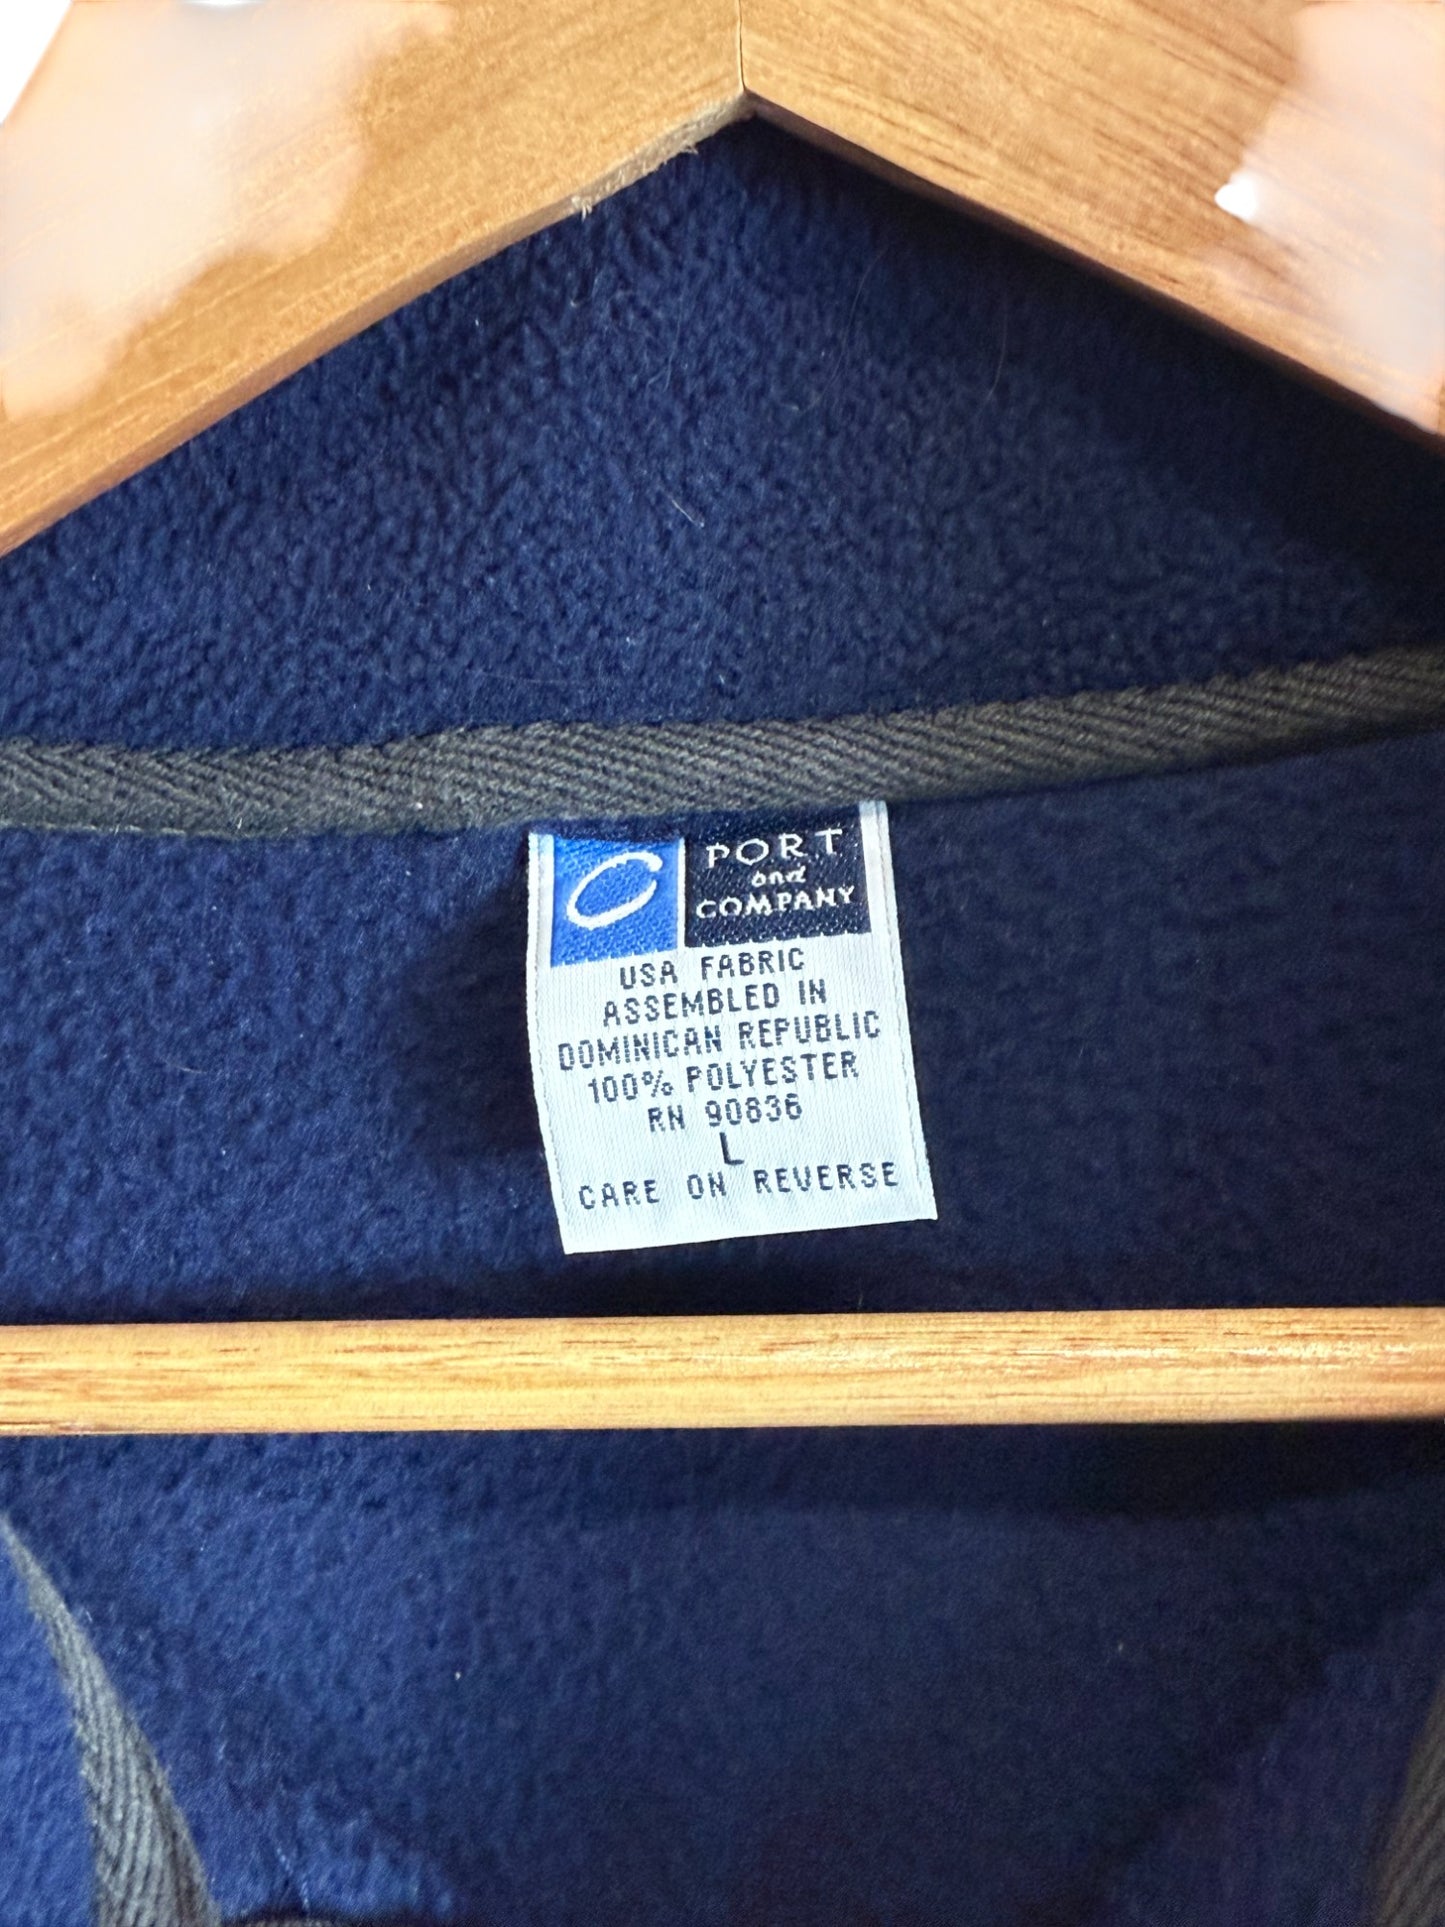 C
PORT
and
COMPANY
USA FABRIC
ASSEMBLED IN
DOMINICAN REPUBLIC
100% POLYESTER
RN 90836
L
CARE ON REVERSE